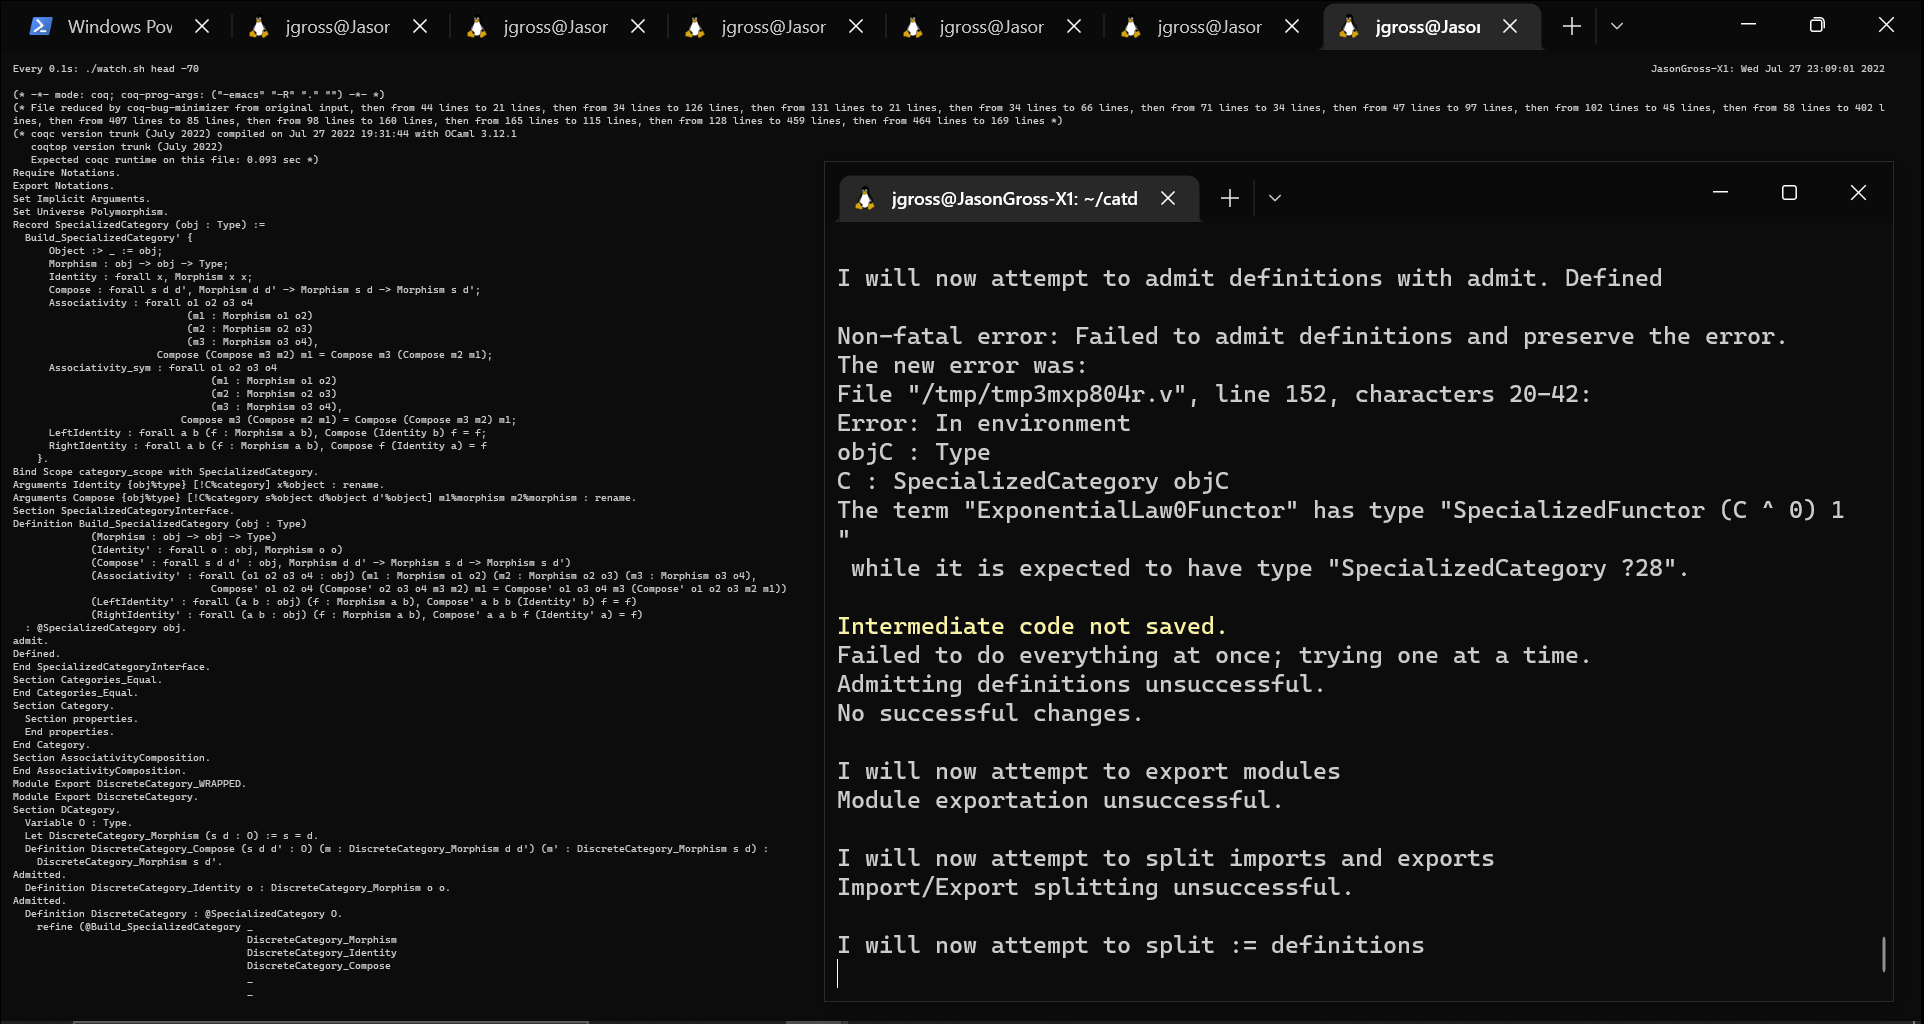 Windows Pow
jgross@Jason
jgross@Jason
jgross@Jason
jgross@Jason
jgross@Jason
jgross@Jason
Every 0.1s: ./watch.sh head -70
JasonGross-X1: Wed Jul 27 23:09:01 2022
(* -*- mode: coq; coq-prog-args: ("-emacs" "-R" "." "") -*- *)
(* File reduced by coq-bug-minimizer from original input, then from 44 lines to 21 lines, then from 34 lines to 126 lines, then from 131 lines to 21 lines, then from 34 lines to 66 lines, then from 71 lines to 34 lines, then from 47 lines to 97 lines, then from 102 lines to 45 lines, then from 58 lines to 402 l
ines, then from 407 lines to 85 lines, then from 98 lines to 160 lines, then from 165 lines to 115 lines, then from 128 lines to 459 lines, then from 464 lines to 169 lines *)
(* coqc version trunk (July 2022) compiled on Jul 27 2022 19:31:44 with OCaml 3.12.1
coqtop version trunk (July 2022)
Expected coqc runtime on this file: 0.093 sec *)
Require Notations.
Export Notations.
Set Implicit Arguments.
Set Universe Polymorphism.
Record SpecializedCategory (obj : Type) :=
Build_SpecializedCategory' {
Object :> _ := obj;
Morphism : obj -> obj -> Type;
Identity : forall x, Morphism x x;
Compose : forall s d d', Morphism d d' -> Morphism s d -> Morphism s d';
Associativity : forall o1 o2 o3 o4
(m1 : Morphism o1 o2)
(m2 : Morphism o2 o3)
(m3 : Morphism o3 o4),
Compose (Compose m3 m2) m1 = Compose m3 (Compose m2 m1);
Associativity_sym : forall o1 o2 o3 o4
(m1 : Morphism o1 o2)
(m2 : Morphism o2 o3)
(m3 : Morphism o3 o4),
Compose m3 (Compose m2 m1) = Compose (Compose m3 m2) m1;
LeftIdentity : forall a b (f : Morphism a b), Compose (Identity b) f = f;
RightIdentity : forall a b (f : Morphism a b), Compose f (Identity a) = f
}.
Bind Scope category_scope with SpecializedCategory.
Arguments Identity {obj%type} [!C%category] x%object : rename.
Arguments Compose {obj%type} [!C%category s%object d%object d'%object] m1%morphism m2%morphism : rename.
Section SpecializedCategoryInterface.
Definition Build_SpecializedCategory (obj : Type)
(Morphism : obj -> obj -> Type)
(Identity' : forall o : obj, Morphism o o)
(Compose' : forall s d d' : obj, Morphism d d' -> Morphism s d -> Morphism s d')
(Associativity' : forall (o1 o2 o3 o4 : obj) (m1 : Morphism o1 o2) (m2 : Morphism o2 o3) (m3 : Morphism o3 o4),
Compose' o1 o2 o4 (Compose' o2 o3 o4 m3 m2) m1 = Compose' o1 o3 o4 m3 (Compose' o1 o2 o3 m2 m1))
(LeftIdentity' : forall (a b : obj) (f : Morphism a b), Compose' a b b (Identity' b) f = f)
(RightIdentity' : forall (a b : obj) (f : Morphism a b), Compose' a a b f (Identity' a) = f)
: @SpecializedCategory obj.
admit.
Defined.
End SpecializedCategoryInterface.
Section Categories_Equal.
End Categories_Equal.
Section Category.
Section properties.
End properties.
End Category.
Section AssociativityComposition.
End AssociativityComposition.
Module Export DiscreteCategory_WRAPPED.
Module Export DiscreteCategory.
Section DCategory.
Variable O : Type.
Let DiscreteCategory_Morphism (s d : O) := s = d.
Definition DiscreteCategory_Compose (s d d' : O) (m : DiscreteCategory_Morphism d d') (m' : DiscreteCategory_Morphism s d) :
DiscreteCategory_Morphism s d'.
Admitted.
Definition DiscreteCategory_Identity o : DiscreteCategory_Morphism o o.
Admitted.
Definition DiscreteCategory : @SpecializedCategory O.
refine (@Build_SpecializedCategory _
DiscreteCategory_Morphism
DiscreteCategory_Identity
DiscreteCategory_Compose
_
_
jgross@JasonGross-X1: ~/catd
I will now attempt to admit definitions with admit. Defined
Non-fatal error: Failed to admit definitions and preserve the error.
The new error was:
File "/tmp/tmp3mxp804r.v", line 152, characters 20-42:
Error: In environment
objC : Type
C : SpecializedCategory objC
The term "ExponentialLaw0Functor" has type "SpecializedFunctor (C ^ 0) 1
"
while it is expected to have type "SpecializedCategory ?28".
Intermediate code not saved.
Failed to do everything at once; trying one at a time.
Admitting definitions unsuccessful.
No successful changes.
I will now attempt to export modules
Module exportation unsuccessful.
I will now attempt to split imports and exports
Import/Export splitting unsuccessful.
I will now attempt to split := definitions